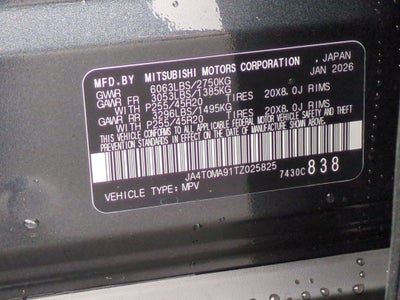 MFD.BY MITSUBISHI MOTORS CORPORATION, JAPAN
GVWR 6063LBS/2750KG JAN 2026
GAWR FR 3053LBS/1385KG
WITH P255/45R20 TIRES 20X8.0J RIMS
GAWR RR 3296LBS/1495KG
WITH P255/45R20 TIRES 20X8.0J RIMS
THIS VEHICLE CONFORMS TO ALL APPLICABLE FEDERAL MOTOR
VEHICLE SAFETY AND THEFT PREVENTION STANDARDS IN EFFECT
ON THE DATE OF MANUFACTURE SHOWN ABOVE.
JA4T0MA91TZ025825 7430C 838
VEHICLE TYPE: MPV